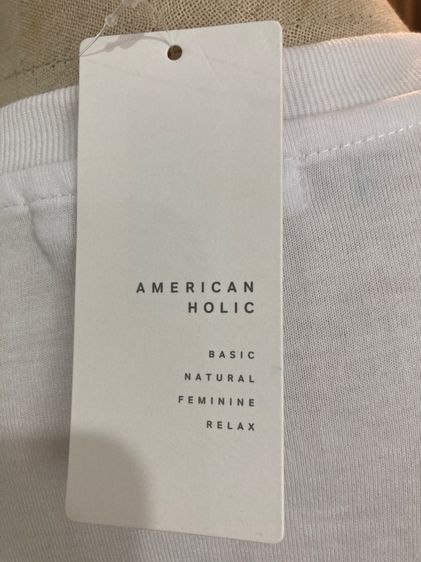 AMERICAN
HOLIC
BASIC
NATURAL
FEMININE
RELAX